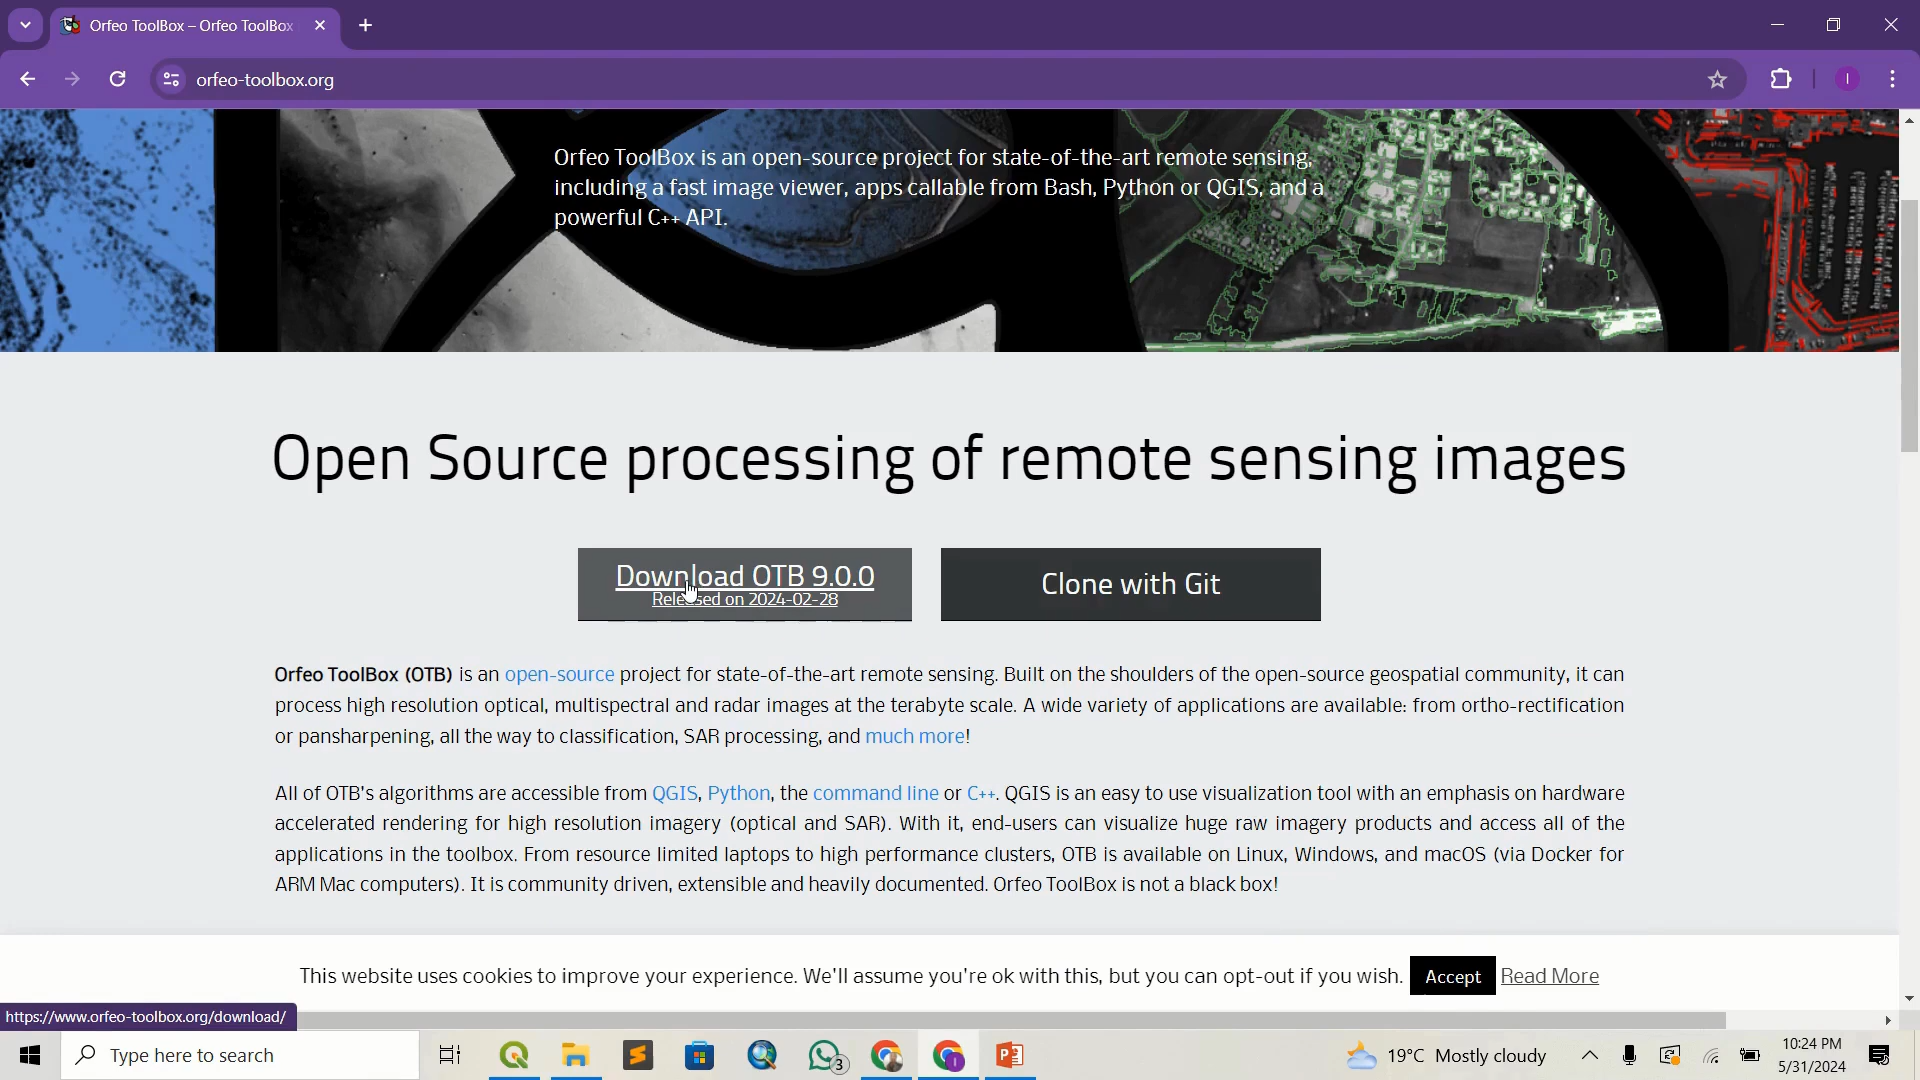 Orfeo ToolBox – Orfeo ToolBox
orfeo-toolbox.org
I
Orfeo ToolBox is an open-source project for state-of-the-art remote sensing,
including a fast image viewer, apps callable from Bash, Python or QGIS, and a
powerful C++ API.
Open Source processing of remote sensing images
Download OTB 9.0.0
Released on 2024-02-28
Clone with Git
Orfeo ToolBox (OTB) is an open-source project for state-of-the-art remote sensing. Built on the shoulders of the open-source geospatial community, it can
process high resolution optical, multispectral and radar images at the terabyte scale. A wide variety of applications are available: from ortho-rectification
or pansharpening, all the way to classification, SAR processing, and much more!
All of OTB's algorithms are accessible from QGIS, Python, the command line or C++. QGIS is an easy to use visualization tool with an emphasis on hardware
accelerated rendering for high resolution imagery (optical and SAR). With it, end-users can visualize huge raw imagery products and access all of the
applications in the toolbox. From resource limited laptops to high performance clusters, OTB is available on Linux, Windows, and macOS (via Docker for
ARM Mac computers). It is community driven, extensible and heavily documented. Orfeo ToolBox is not a black box!
This website uses cookies to improve your experience. We'll assume you're ok with this, but you can opt-out if you wish. Accept Read More
https://www.orfeo-toolbox.org/download/
Type here to search
3
I
19°C Mostly cloudy
10:24 PM
5/31/2024